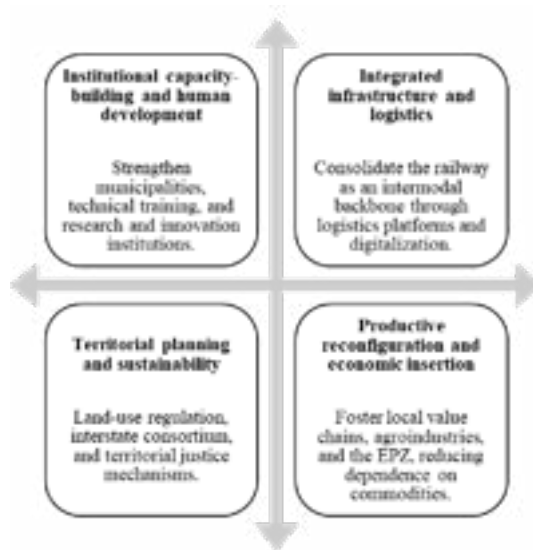 Institutional capacity-
building and human
development
Strengthen
municipalities,
technical training, and
research and innovation
institutions.
Integrated
infrastructure and
logistics
Consolidate the railway
as an intermodal
backbone through
logistics platforms and
digitalization.
Territorial planning
and sustainability
Land-use regulation,
interstate consortium,
and territorial justice
mechanisms.
Productive
reconfiguration and
economic insertion
Foster local value
chains, agroindustries,
and the EPZ, reducing
dependence on
commodities.